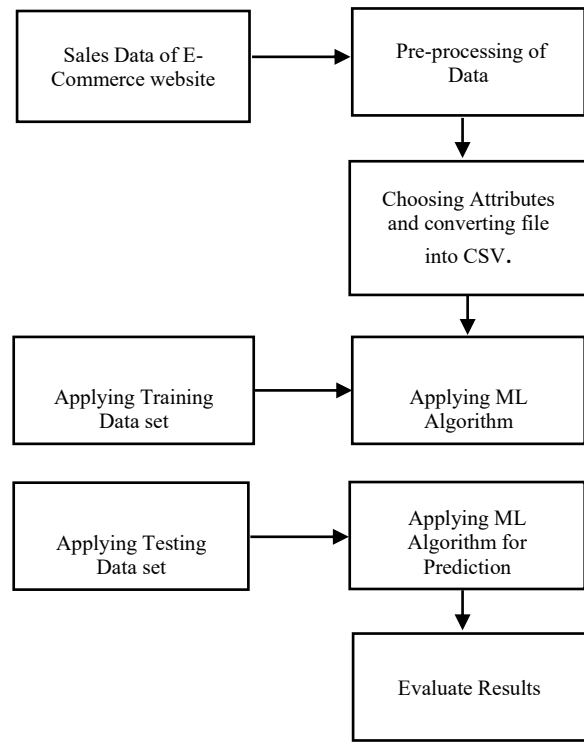 Sales Data of E-
Commerce website
Pre-processing of
Data
Choosing Attributes
and converting file
into CSV.
Applying Training
Data set
Applying ML
Algorithm
Applying Testing
Data set
Applying ML
Algorithm for
Prediction
Evaluate Results